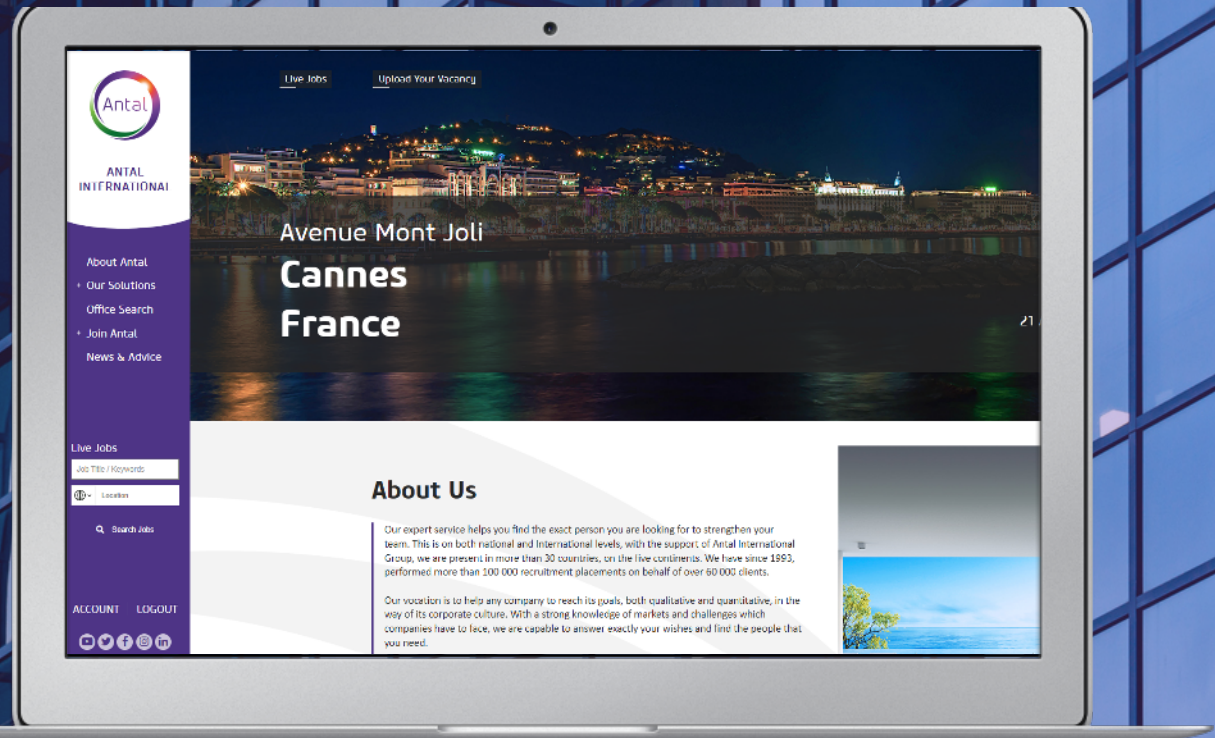 Antal
ANTAL
INTERNATIONAL
About Antal
+ Our Solutions
Office Search
+ Join Antal
News & Advice
Live Jobs
Job Title / Keywords
Location
Search Jobs
ACCOUNT LOGOUT
Live Jobs Upload Your Vacancy
Avenue Mont Joli
Cannes
France
21
About Us
Our expert service helps you find the exact person you are looking for to strengthen your
team. This is on both national and International levels, with the support of Antal International
Group, we are present in more than 30 countries, on the five continents. We have since 1993,
performed more than 100 000 recruitment placements on behalf of over 60 000 clients.
Our vocation is to help any company to reach its goals, both qualitative and quantitative, in the
way of its corporate culture. With a strong knowledge of markets and challenges which
companies have to face, we are capable to answer exactly your wishes and find the people that
you need.